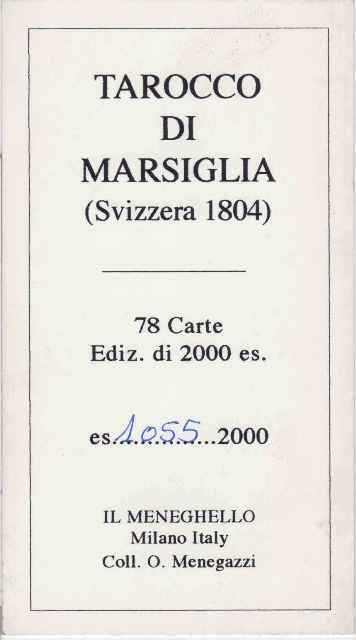 TAROCCO
DI
MARSIGLIA
(Svizzera 1804)
78 Carte
Ediz. di 2000 es.
es. 1055 ...2000
IL MENEGHELLO
Milano Italy
Coll. O. Menegazzi